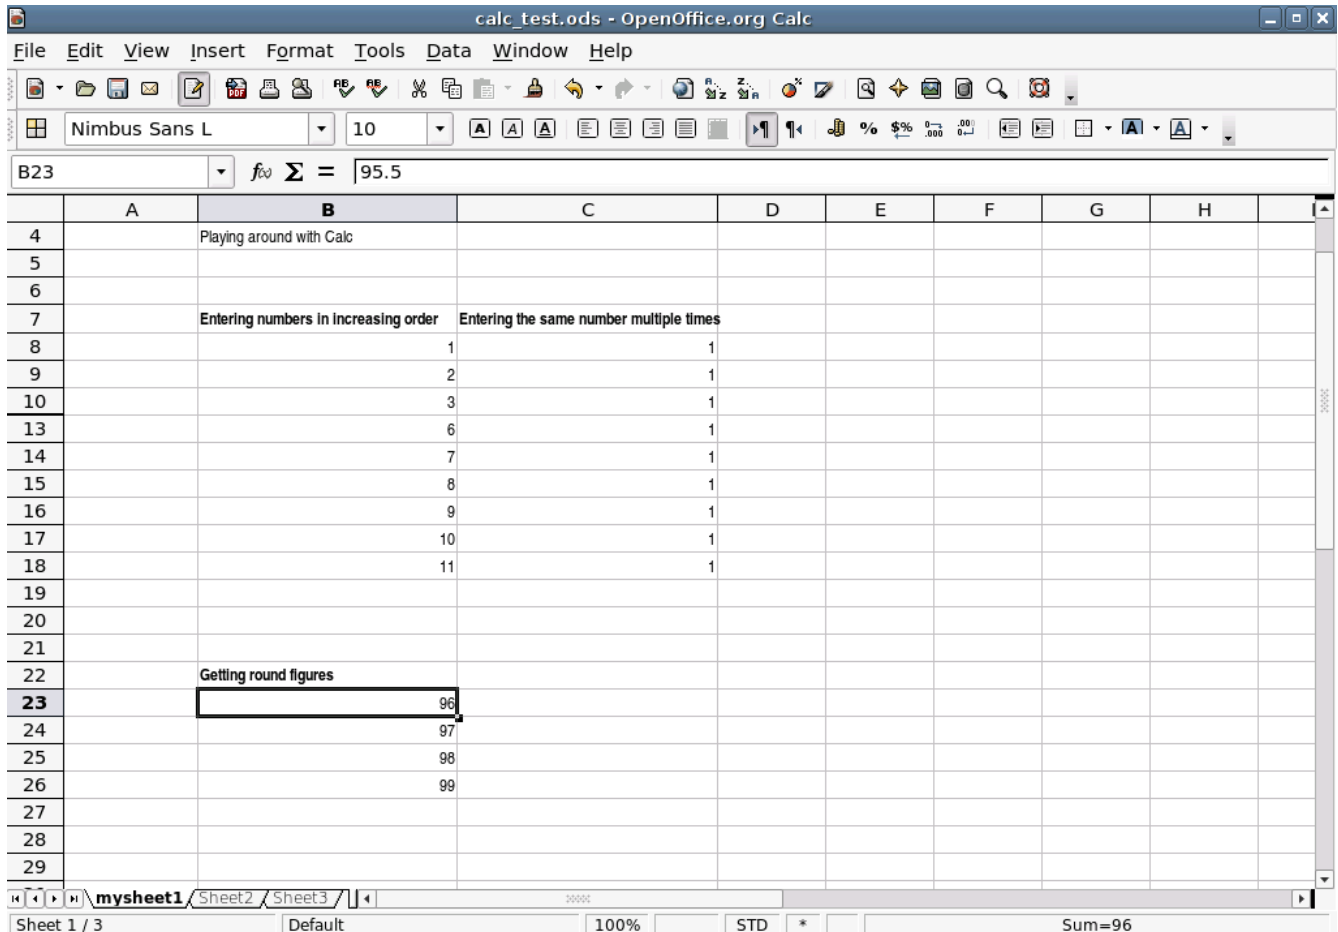 calc_test.ods - OpenOffice.org Calc
File Edit View Insert Format Tools Data Window Help
Nimbus Sans L 10
B23 f(x) Σ = 95.5
A B C D E F G H
4 Playing around with Calc
5
6
7 Entering numbers in increasing order Entering the same number multiple times
8 1 1
9 2 1
10 3 1
13 6 1
14 7 1
15 8 1
16 9 1
17 10 1
18 11 1
19
20
21
22 Getting round figures
23 96
24 97
25 98
26 99
27
28
29
mysheet1 Sheet2 Sheet3
Sheet 1 / 3 Default 100% STD * Sum=96